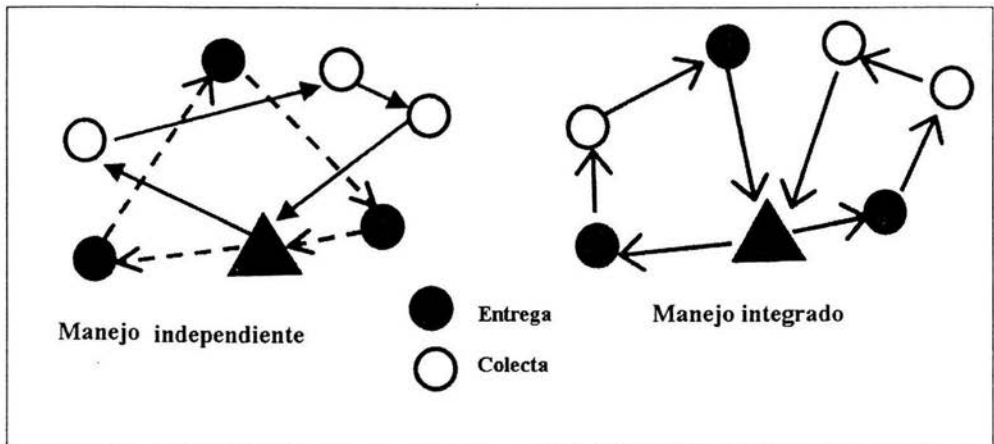 Manejo independiente
Entrega
Manejo integrado
Colecta